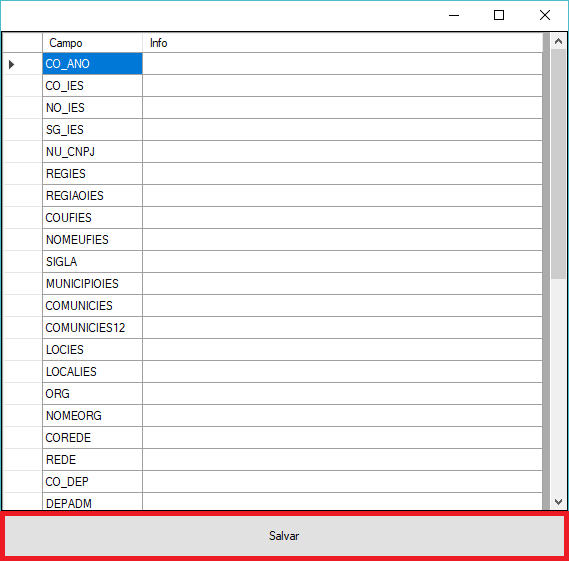 Campo Info
CO_ANO
CO_IES
NO_IES
SG_IES
NU_CNPJ
REGIES
REGIAOIES
COUFIES
NOMEUFIES
SIGLA
MUNICIPIOIES
COMUNICIES
COMUNICIES12
LOCIES
LOCALIES
ORG
NOMEORG
COREDE
REDE
CO_DEP
DEPADM
Salvar